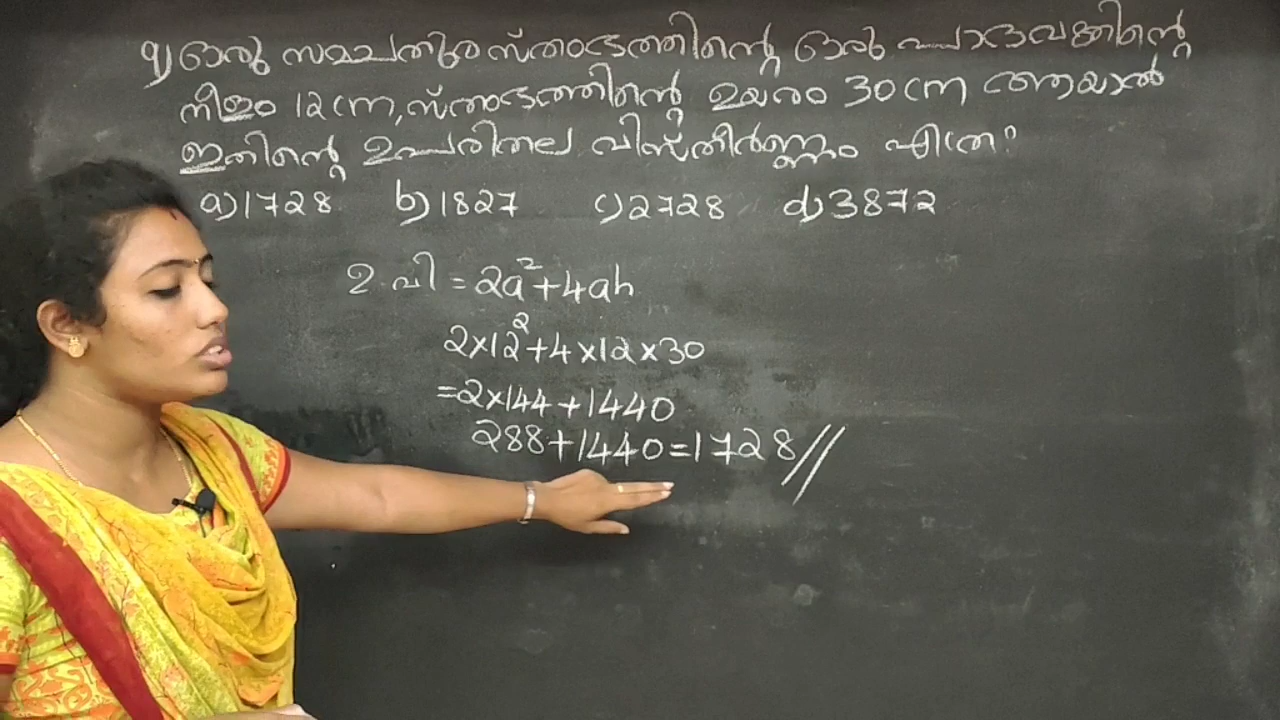 9) ഒരു സമചതുര സ്തംഭത്തിന്റെ ഒരു പാദവക്കിന്റെ
നീളം 12cm, സ്തംഭത്തിന്റെ ഉയരം 30cm ആയാൽ
ഇതിന്റെ ഉപരിതല വിസ്തീർണ്ണം എത്ര?
a) 1728 b) 1827 c) 2728 d) 3872
ഉ.വി = 2a²+4ah
2×12²+4×12×30
=2×144+1440
288+1440=1728//